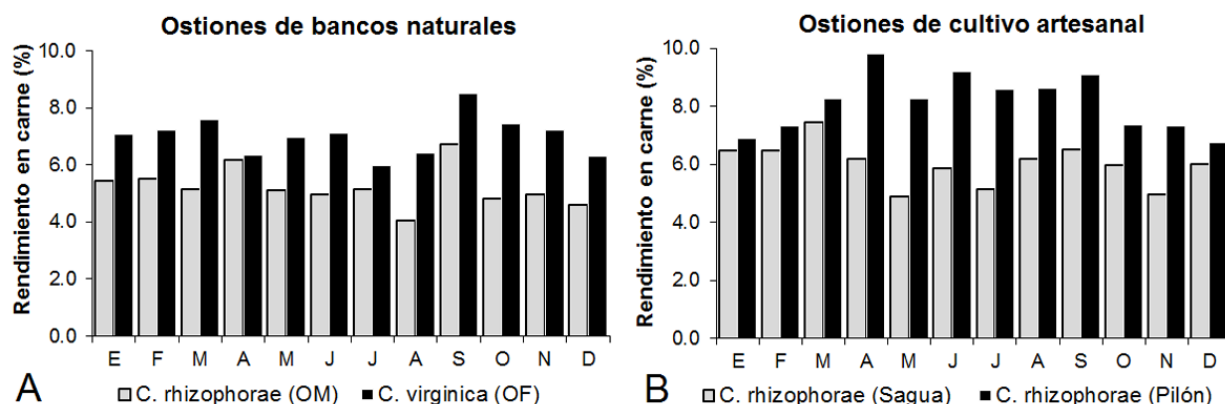 Ostiones de bancos naturales
Rendimiento en carne (%)
10.0
8.0
6.0
4.0
2.0
0.0
E F M A M J J A S O N D
A
C. rhizophorae (OM) C. virginica (OF)
Ostiones de cultivo artesanal
Rendimiento en carne (%)
10.0
8.0
6.0
4.0
2.0
0.0
E F M A M J J A S O N D
B
C. rhizophorae (Sagua) C. rhizophorae (Pilón)